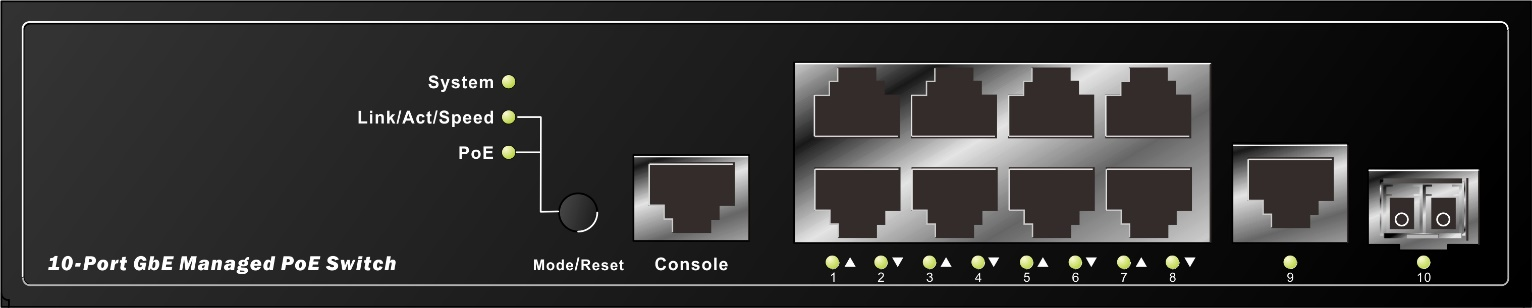 System
Link/Act/Speed
PoE
10-Port GbE Managed PoE Switch
Mode/Reset
Console
1 ▲ 2 ▼ 3 ▲ 4 ▼ 5 ▲ 6 ▼ 7 ▲ 8 ▼ 9 10